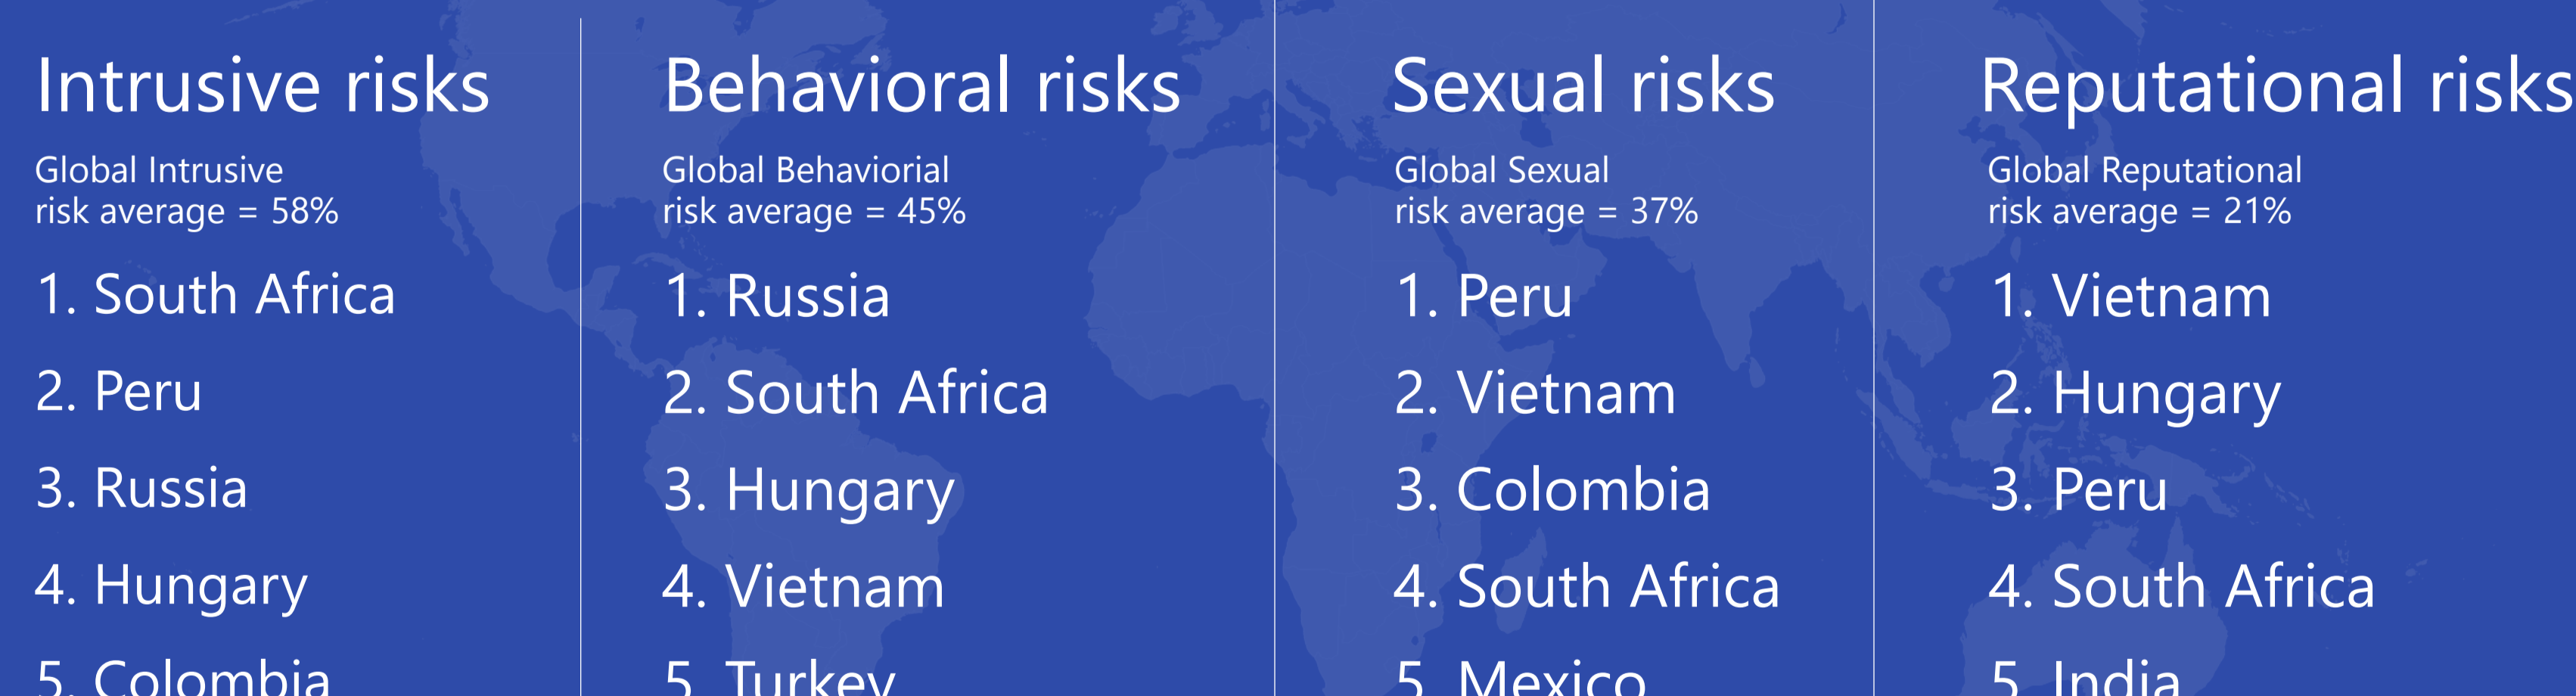 Intrusive risks
Global Intrusive
risk average = 58%
1. South Africa
2. Peru
3. Russia
4. Hungary
5. Colombia
Behavioral risks
Global Behaviorial
risk average = 45%
1. Russia
2. South Africa
3. Hungary
4. Vietnam
5. Turkey
Sexual risks
Global Sexual
risk average = 37%
1. Peru
2. Vietnam
3. Colombia
4. South Africa
5. Mexico
Reputational risks
Global Reputational
risk average = 21%
1. Vietnam
2. Hungary
3. Peru
4. South Africa
5. India